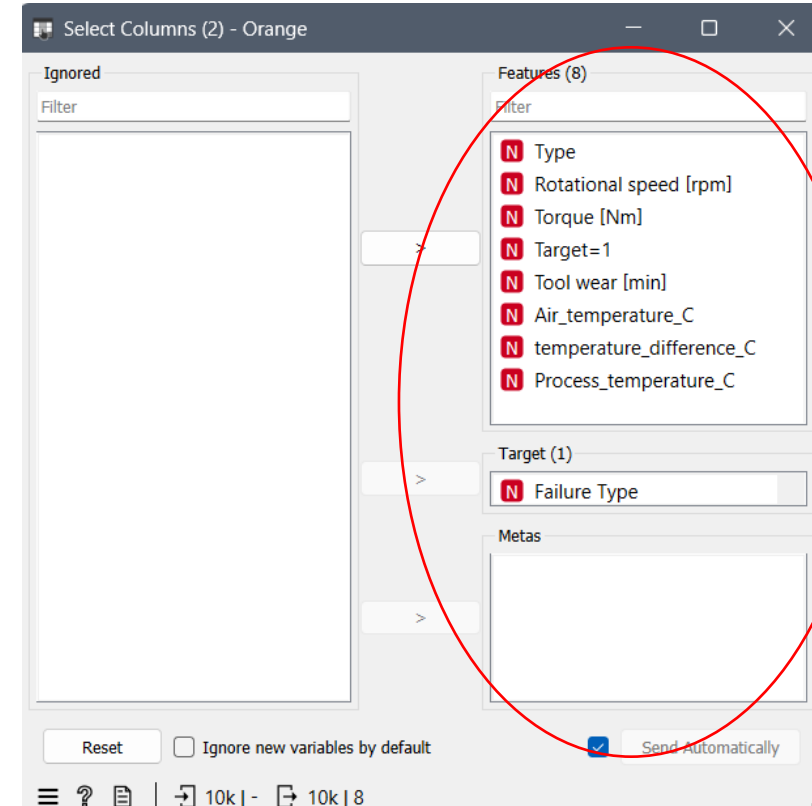 Select Columns (2) - Orange
Ignored
Filter
>
>
>
Features (8)
Filter
N Type
N Rotational speed [rpm]
N Torque [Nm]
N Target=1
N Tool wear [min]
N Air_temperature_C
N temperature_difference_C
N Process_temperature_C
Target (1)
N Failure Type
Metas
Reset
Ignore new variables by default
Send Automatically
? 10k | - 10k | 8